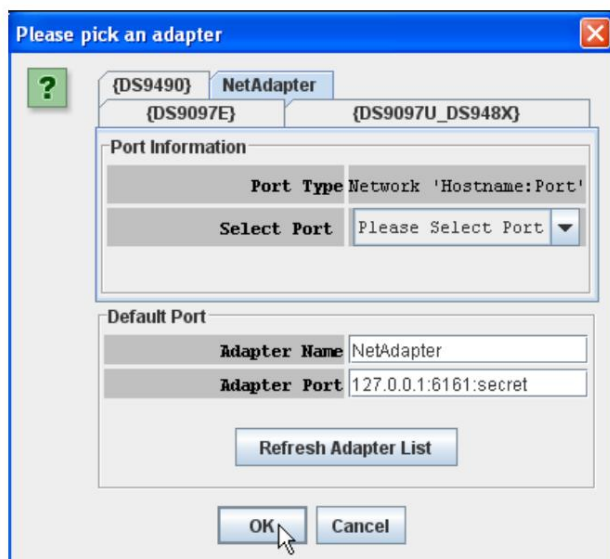 Please pick an adapter
?
{DS9490} NetAdapter
{DS9097E} {DS9097U_DS948X}
Port Information
Port Type Network 'Hostname:Port'
Select Port Please Select Port
Default Port
Adapter Name NetAdapter
Adapter Port 127.0.0.1:6161:secret
Refresh Adapter List
OK Cancel